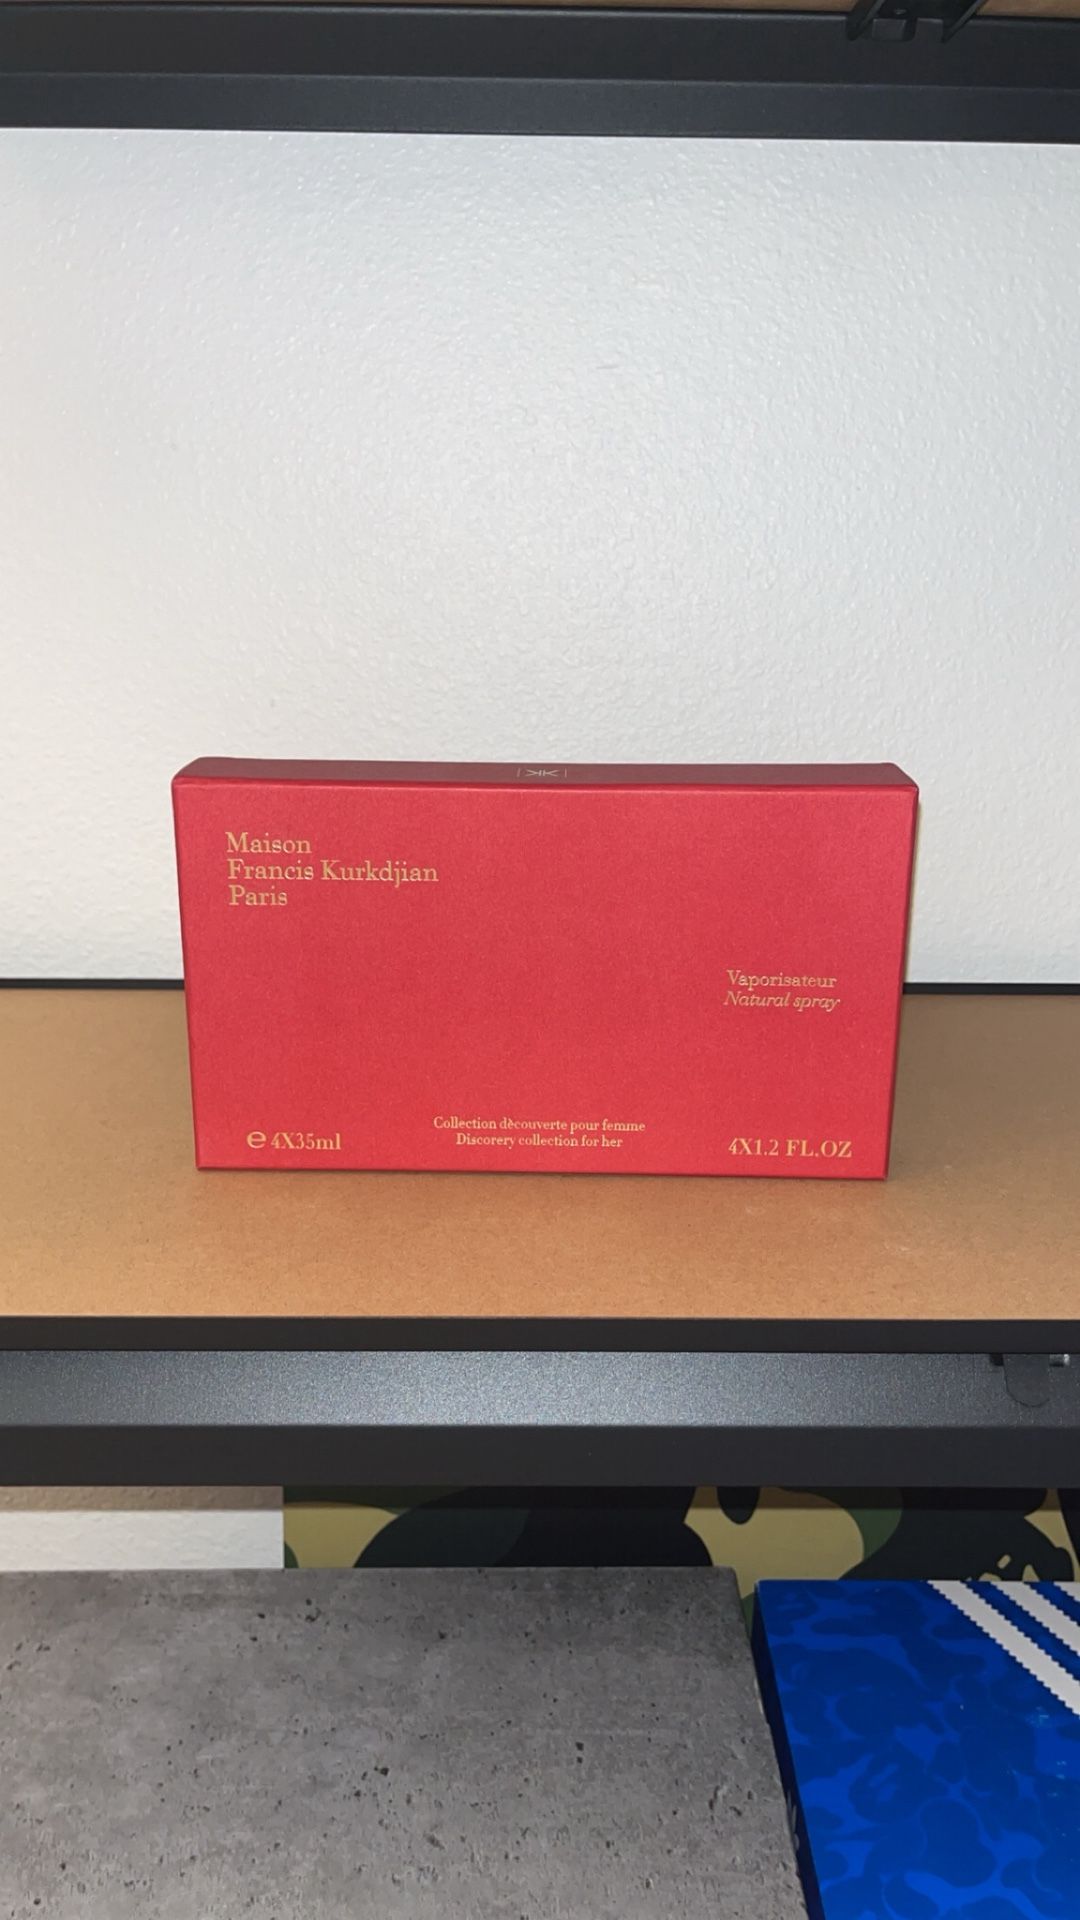 Maison
Francis Kurkdjian
Paris
Vaporisateur
Natural spray
Collection dècouverte pour femme
Discorery collection for her
℮ 4X35ml
4X1.2 FL.OZ